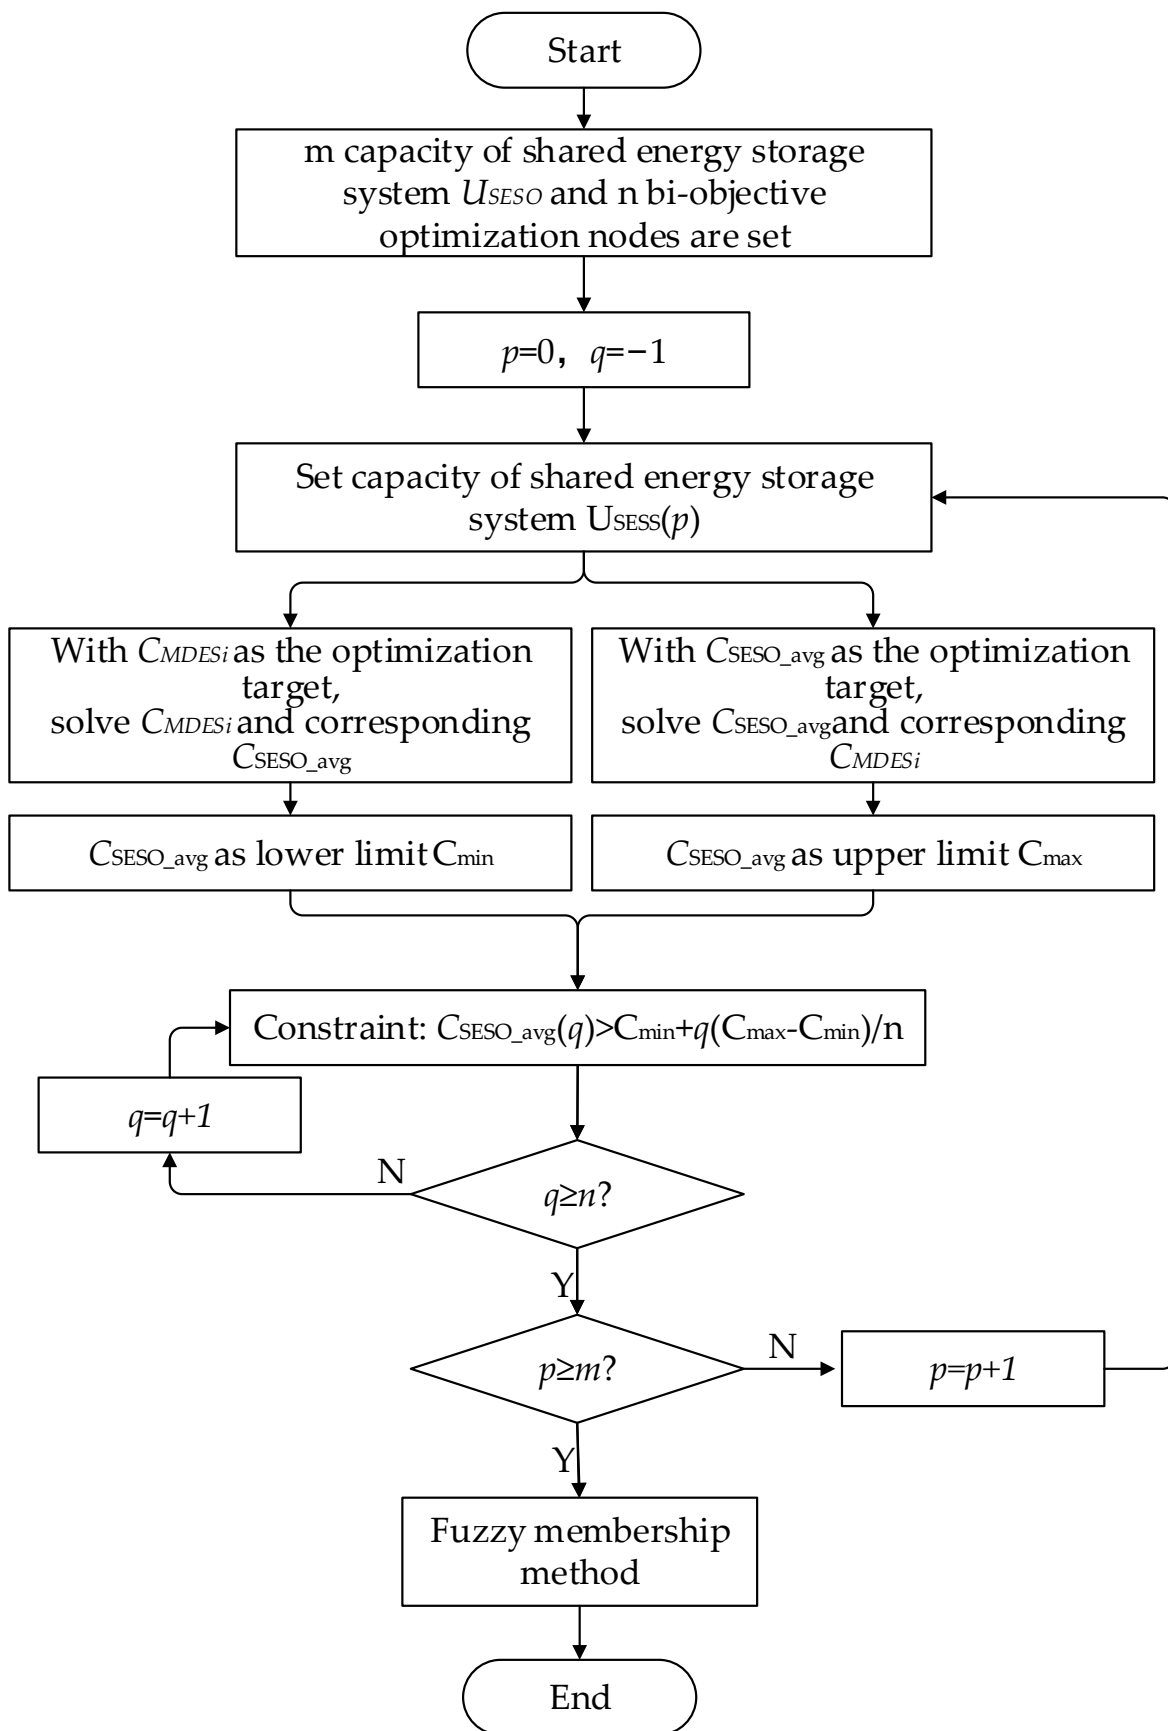 Start
m capacity of shared energy storage
system USESO and n bi-objective
optimization nodes are set
p=0, q=−1
Set capacity of shared energy storage
system USESS(p)
With CMDESi as the optimization
target,
solve CMDESi and corresponding
CSESO_avg
With CSESO_avg as the optimization
target,
solve CSESO_avg and corresponding
CMDESi
CSESO_avg as lower limit Cmin
CSESO_avg as upper limit Cmax
Constraint: CSESO_avg(q)>Cmin+q(Cmax-Cmin)/n
q=q+1
N
q≥n?
Y
p≥m?
N
p=p+1
Y
Fuzzy membership
method
End